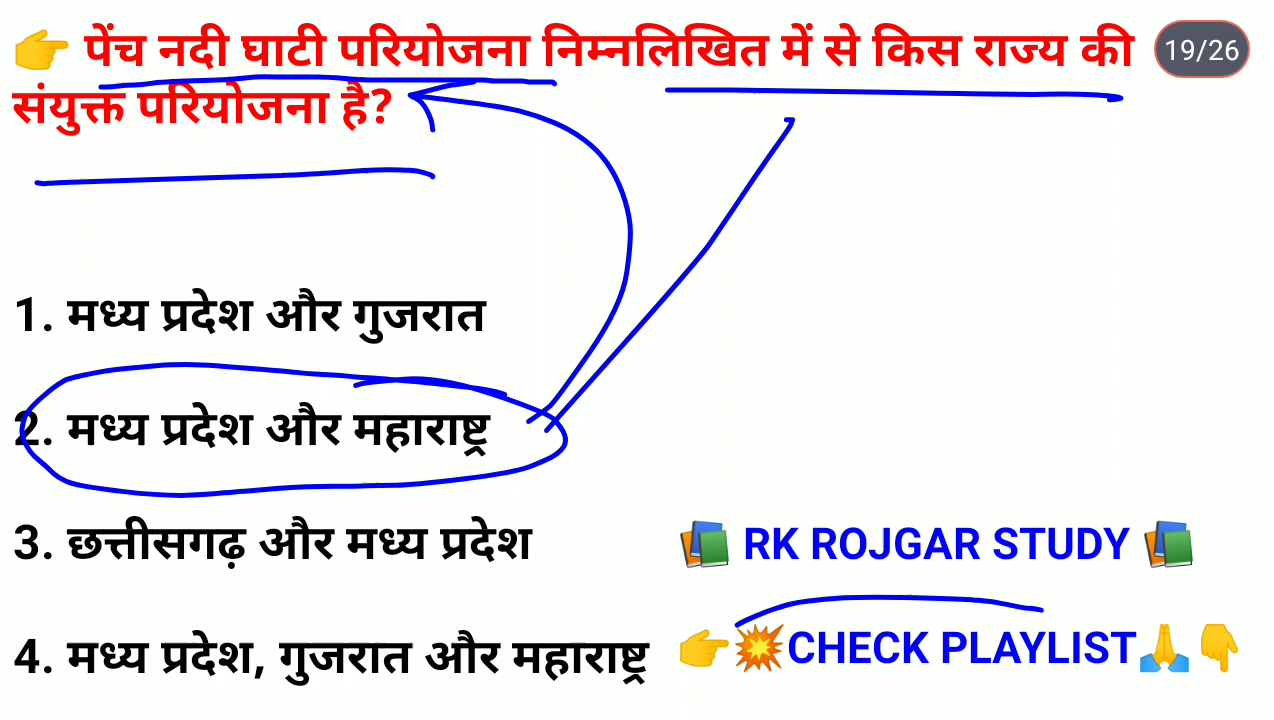 👉 पेंच नदी घाटी परियोजना निम्नलिखित में से किस राज्य की
संयुक्त परियोजना है?
19/26
1. मध्य प्रदेश और गुजरात
2. मध्य प्रदेश और महाराष्ट्र
3. छत्तीसगढ़ और मध्य प्रदेश
4. मध्य प्रदेश, गुजरात और महाराष्ट्र
📚 RK ROJGAR STUDY 📚
👉💥CHECK PLAYLIST🙏👇